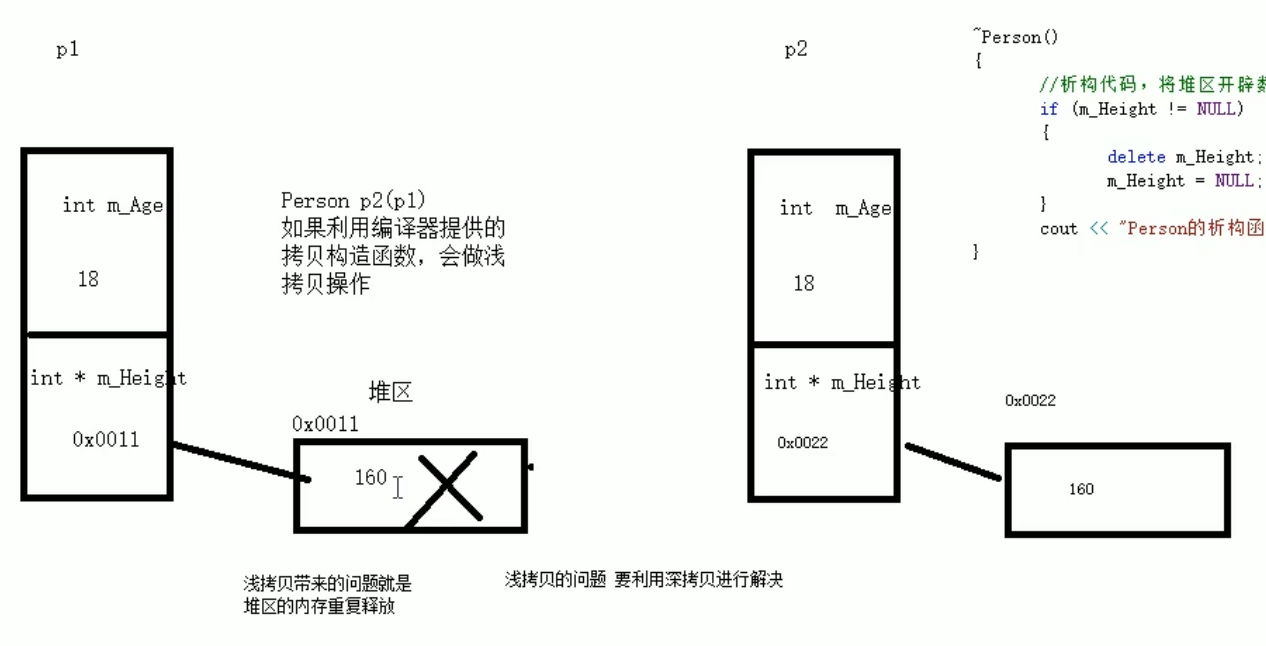 p1
int m_Age
18
int * m_Height
0x0011
Person p2(p1)
如果利用编译器提供的
拷贝构造函数，会做浅
拷贝操作
堆区
0x0011
160
浅拷贝带来的问题就是
堆区的内存重复释放
浅拷贝的问题 要利用深拷贝进行解决
p2
int  m_Age
18
int * m_Height
0x0022
0x0022
160
~Person()
{
//析构代码，将堆区开辟数
if (m_Height != NULL)
{
delete m_Height;
m_Height = NULL;
}
cout << "Person的析构函
}